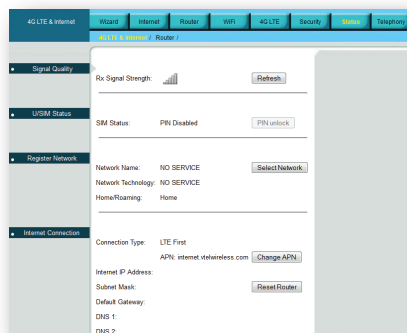 4G LTE & Internet
Wizard Internet Router WiFi 4G LTE Security Status Telephony
4G LTE & Internet / Router /
Signal Quality
Rx Signal Strength: Refresh
U/SIM Status
SIM Status: PIN Disabled PIN unlock
Register Network
Network Name: NO SERVICE Select Network
Network Technology: NO SERVICE
Home/Roaming: Home
Internet Connection
Connection Type: LTE First
APN: internet.vtelwireless.com Change APN
Internet IP Address:
Subnet Mask: Reset Router
Default Gateway:
DNS 1:
DNS 2: